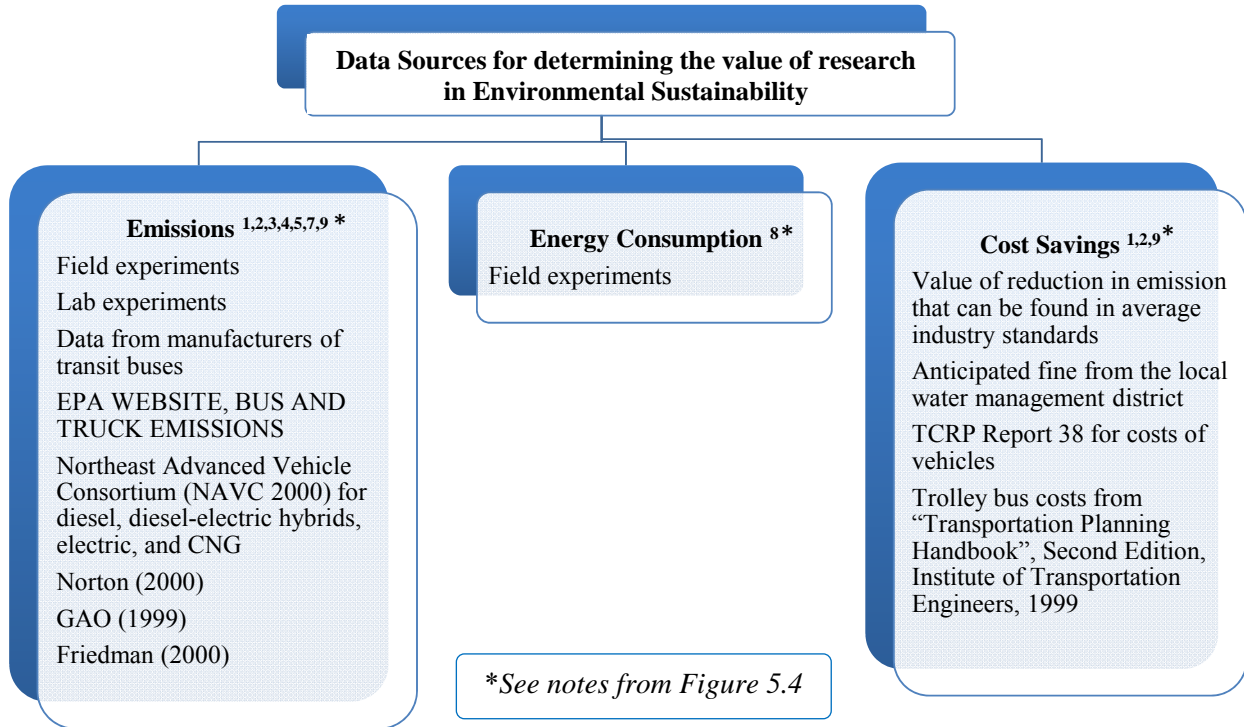 Data Sources for determining the value of research
in Environmental Sustainability
Emissions 1,2,3,4,5,7,9 *
Field experiments
Lab experiments
Data from manufacturers of
transit buses
EPA WEBSITE, BUS AND
TRUCK EMISSIONS
Northeast Advanced Vehicle
Consortium (NAVC 2000) for
diesel, diesel-electric hybrids,
electric, and CNG
Norton (2000)
GAO (1999)
Friedman (2000)
Energy Consumption 8*
Field experiments
Cost Savings 1,2,9*
Value of reduction in emission
that can be found in average
industry standards
Anticipated fine from the local
water management district
TCRP Report 38 for costs of
vehicles
Trolley bus costs from
“Transportation Planning
Handbook”, Second Edition,
Institute of Transportation
Engineers, 1999
*See notes from Figure 5.4